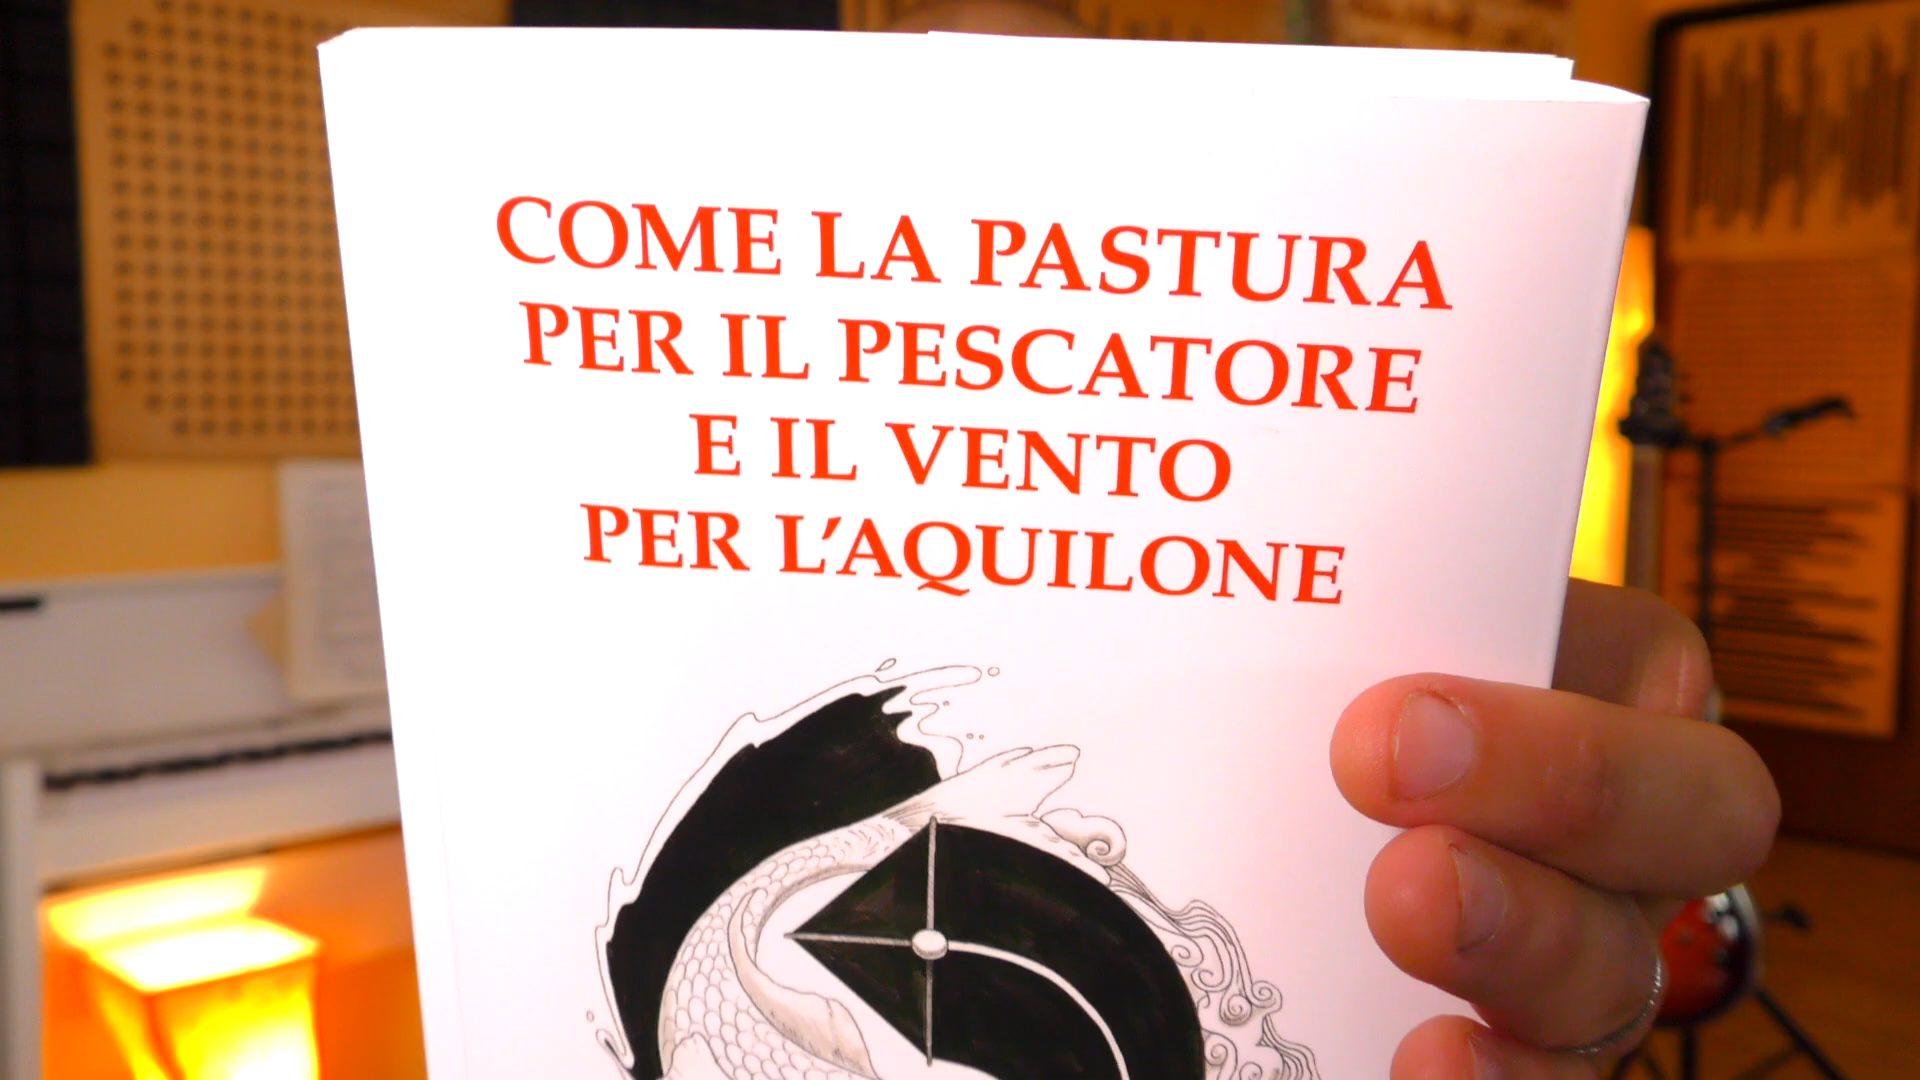 COME LA PASTURA
PER IL PESCATORE
E IL VENTO
PER L'AQUILONE